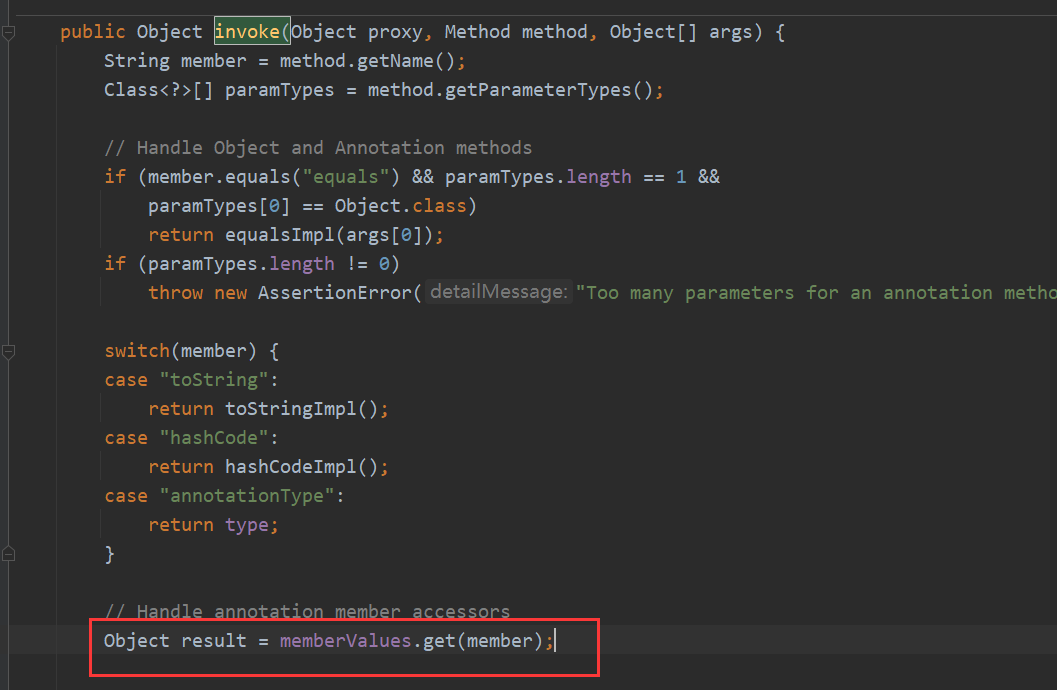 public Object invoke(Object proxy, Method method, Object[] args) {
String member = method.getName();
Class<?>[] paramTypes = method.getParameterTypes();
// Handle Object and Annotation methods
if (member.equals("equals") && paramTypes.length == 1 &&
paramTypes[0] == Object.class)
return equalsImpl(args[0]);
if (paramTypes.length != 0)
throw new AssertionError( detailMessage: "Too many parameters for an annotation metho
switch(member) {
case "toString":
return toStringImpl();
case "hashCode":
return hashCodeImpl();
case "annotationType":
return type;
}
// Handle annotation member accessors
Object result = memberValues.get(member);